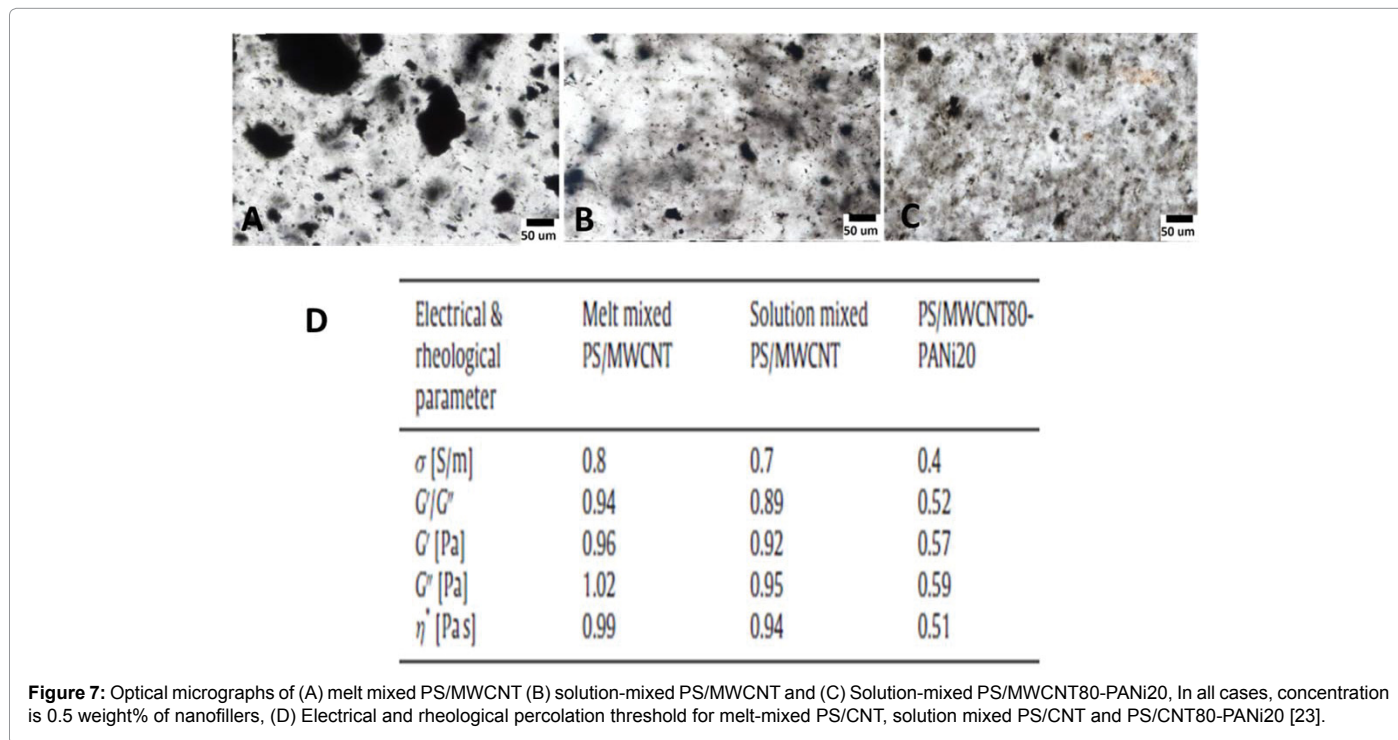 A
50 um
B
50 um
C
50 um
D
Electrical & rheological parameter Melt mixed PS/MWCNT Solution mixed PS/MWCNT PS/MWCNT80-PANi20
σ [S/m] 0.8 0.7 0.4
G'/G" 0.94 0.89 0.52
G' [Pa] 0.96 0.92 0.57
G" [Pa] 1.02 0.95 0.59
η* [Pa s] 0.99 0.94 0.51
Figure 7: Optical micrographs of (A) melt mixed PS/MWCNT (B) solution-mixed PS/MWCNT and (C) Solution-mixed PS/MWCNT80-PANi20, In all cases, concentration
is 0.5 weight% of nanofillers, (D) Electrical and rheological percolation threshold for melt-mixed PS/CNT, solution mixed PS/CNT and PS/CNT80-PANi20 [23].